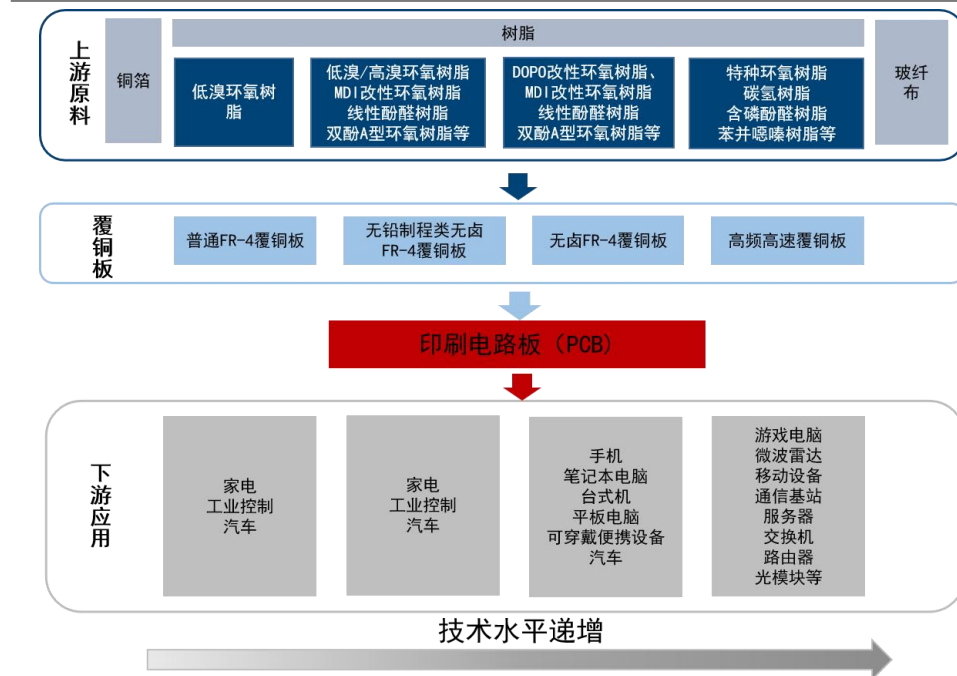 上游原料
铜箔
树脂
低溴环氧树
脂
低溴/高溴环氧树脂
MDI改性环氧树脂
线性酚醛树脂
双酚A型环氧树脂等
DOPO改性环氧树脂、
MDI改性环氧树脂
线性酚醛树脂
双酚A型环氧树脂等
特种环氧树脂
碳氢树脂
含磷酚醛树脂
苯并噁嗪树脂等
玻纤
布
覆铜板
普通FR-4覆铜板
无铅制程类无卤
FR-4覆铜板
无卤FR-4覆铜板
高频高速覆铜板
印刷电路板（PCB）
下游应用
家电
工业控制
汽车
家电
工业控制
汽车
手机
笔记本电脑
台式机
平板电脑
可穿戴便携设备
汽车
游戏电脑
微波雷达
移动设备
通信基站
服务器
交换机
路由器
光模块等
技术水平递增